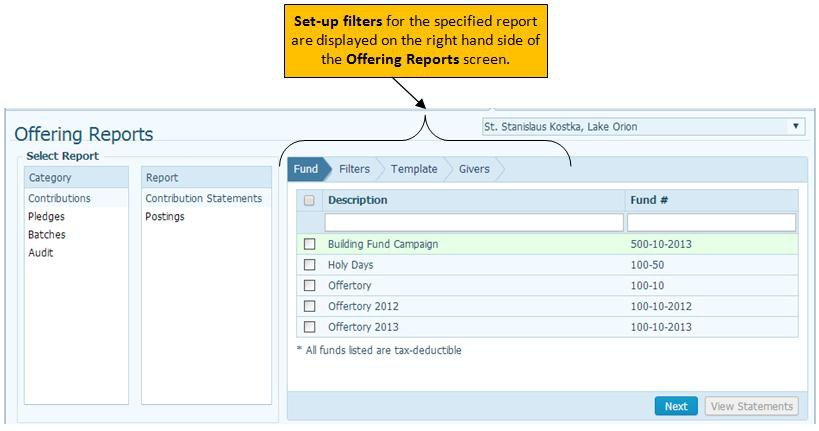 Set-up filters for the specified report
are displayed on the right hand side of
the Offering Reports screen.
Offering Reports
St. Stanislaus Kostka, Lake Orion
Select Report
Category
Contributions
Pledges
Batches
Audit
Report
Contribution Statements
Postings
Fund Filters Template Givers
Description Fund #
Building Fund Campaign 500-10-2013
Holy Days 100-50
Offertory 100-10
Offertory 2012 100-10-2012
Offertory 2013 100-10-2013
* All funds listed are tax-deductible
Next View Statements